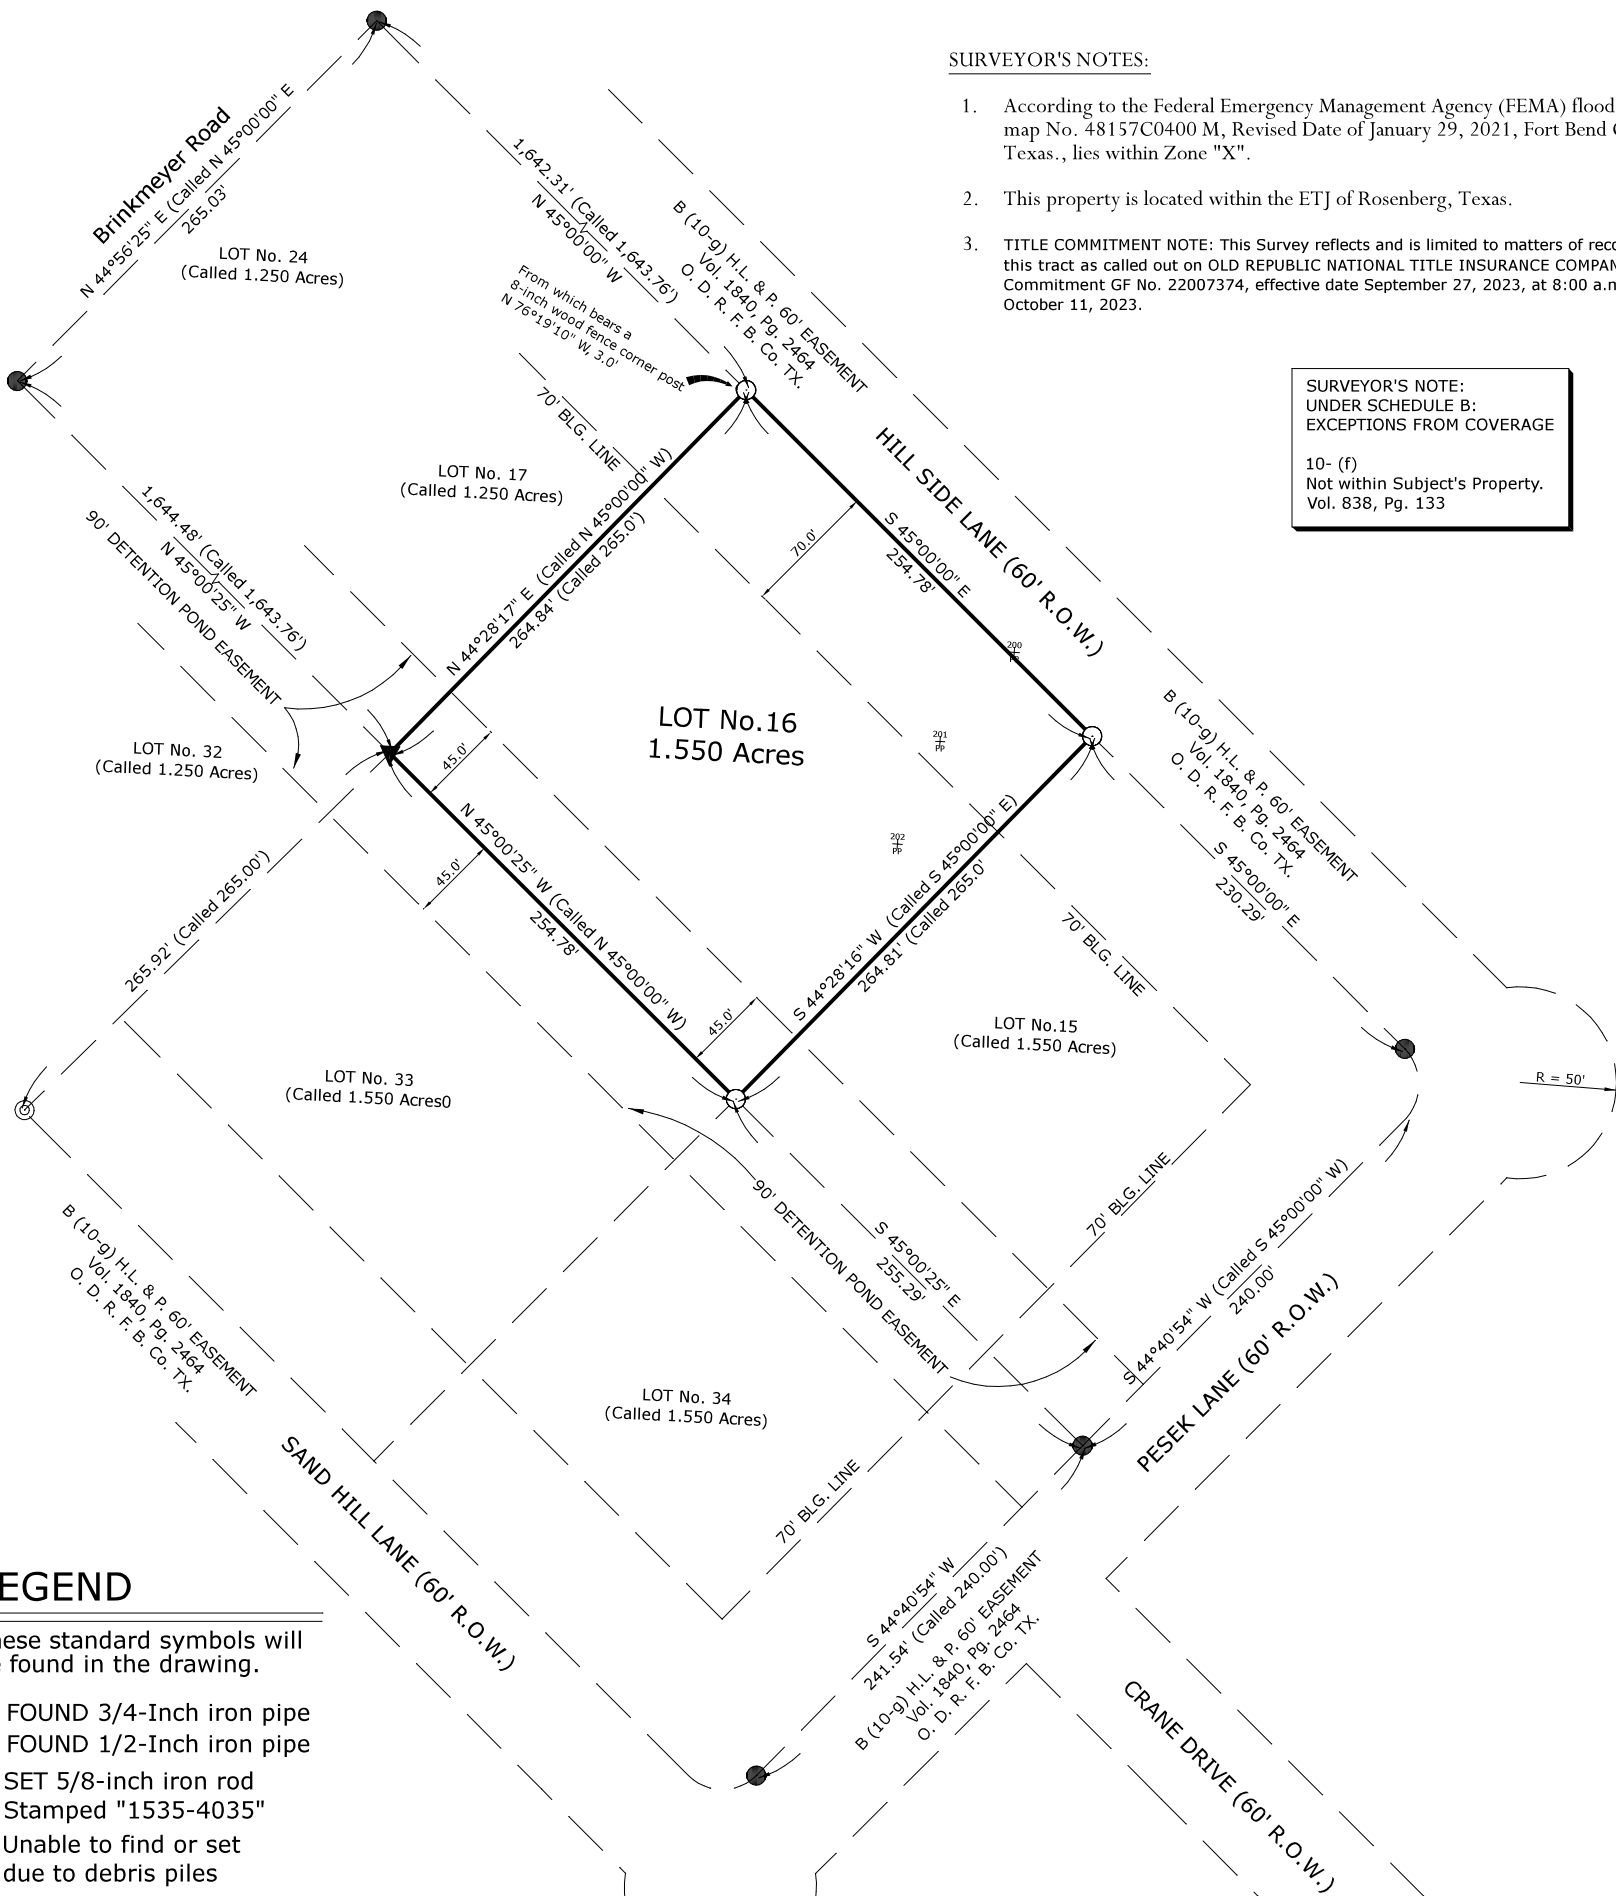 SURVEYOR'S NOTES:
1. According to the Federal Emergency Management Agency (FEMA) flood
map No. 48157C0400 M, Revised Date of January 29, 2021, Fort Bend
Texas., lies within Zone "X".
2. This property is located within the ETJ of Rosenberg, Texas.
3. TITLE COMMITMENT NOTE: This Survey reflects and is limited to matters of
this tract as called out on OLD REPUBLIC NATIONAL TITLE INSURANCE
Commitment GF No. 22007374, effective date September 27, 2023, at 8:00
October 11, 2023.
SURVEYOR'S NOTE:
UNDER SCHEDULE B:
EXCEPTIONS FROM COVERAGE
10- (f)
Not within Subject's Property.
Vol. 838, Pg. 133
Brinkmeyer Road
N 44°56'25" E (Called N 45°00'00" E
265.03'
LOT No. 24
(Called 1.250 Acres)
1,642.31' (Called 1,643.76')
N 45°00'00" W
B (10-g) H.L. & P. 60' EASEMENT
Vol. 1840, Pg. 2464
O. D. R. F. B. Co. TX.
From which bears a
8-inch wood fence corner post
N 76°19'10" W, 3.0'
70' BLG. LINE
LOT No. 17
(Called 1.250 Acres)
HILL SIDE LANE (60' R.O.W.)
N 44°28'17" E (Called N 45°00'00" W)
264.84' (Called 265.0')
70.0'
S 45°00'00" E
254.78'
1,644.48' (Called 1,643.76')
N 45°00'25" W
90' DETENTION POND EASEMENT
200
PP
LOT No.16
1.550 Acres
201
PP
202
PP
LOT No. 32
(Called 1.250 Acres)
45.0'
45.0'
N 45°00'25" W (Called N 45°00'00" W)
254.78'
B (10-g) H.L. & P. 60' EASEMENT
Vol. 1840, Pg. 2464
O. D. R. F. B. Co. TX.
S 45°00'00" E
230.29'
S 44°28'16" W (Called S 45°00'00" E)
264.81' (Called 265.0'
265.92' (Called 265.00')
70' BLG. LINE
45.0'
LOT No.15
(Called 1.550 Acres)
R = 50'
LOT No. 33
(Called 1.550 Acres0
70' BLG. LINE
90' DETENTION POND EASEMENT
S 45°00'25" E
255.29'
S 44°40'54" W (Called S 45°00'00" W)
240.00'
PESEK LANE (60' R.O.W.)
B (10-g) H.L. & P. 60' EASEMENT
Vol. 1840, Pg. 2464
O. D. R. F. B. Co. TX.
LOT No. 34
(Called 1.550 Acres)
70' BLG. LINE
SAND HILL LANE (60' R.O.W.)
S 44°40'54" W
241.54' (Called 240.00')
B (10-g) H.L. & P. 60' EASEMENT
Vol. 1840, Pg. 2464
O. D. R. F. B. Co. TX.
CRANE DRIVE (60' R.O.W.)
EGEND
ese standard symbols will
found in the drawing.
FOUND 3/4-Inch iron pipe
FOUND 1/2-Inch iron pipe
SET 5/8-inch iron rod
Stamped "1535-4035"
Unable to find or set
due to debris piles